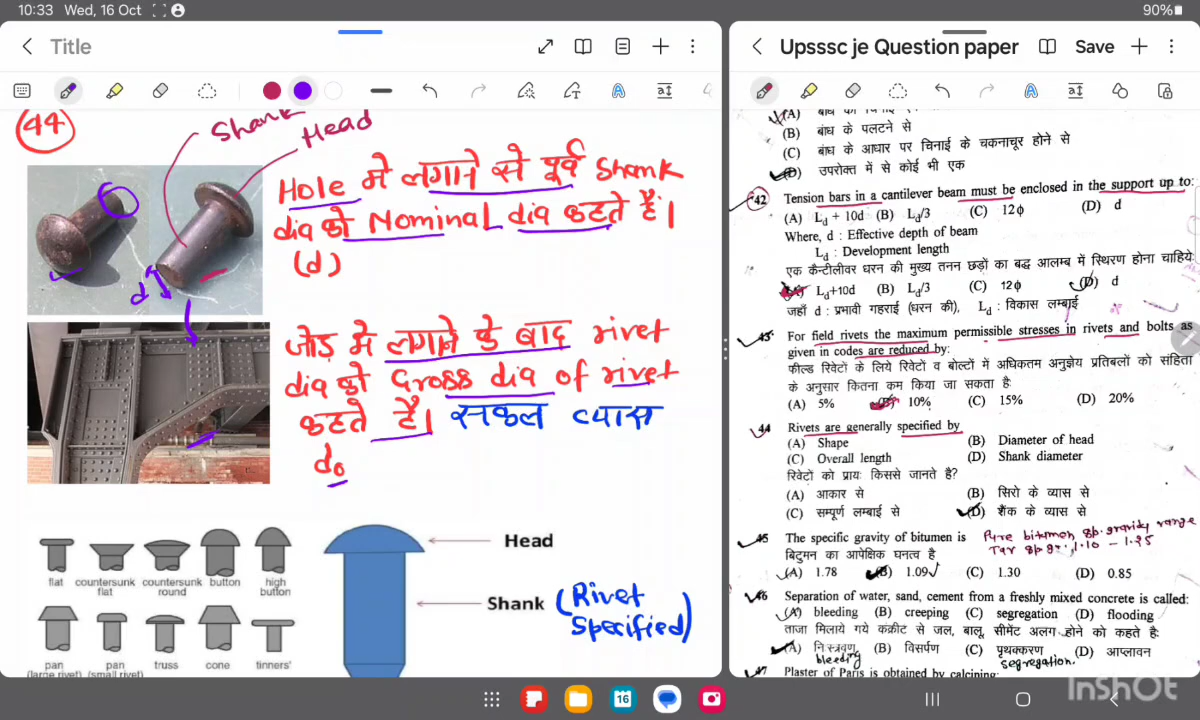 10:33 Wed, 16 Oct
90%
Title
Upsssc je Question paper
Save
44
Shank
Head
Hole में लगाने से पूर्व Shank
dia को Nominal dia कहते हैं।
(d)
d
जोड़ में लगाने के बाद rivet
dia को Gross dia of rivet
कहते हैं। सकल व्यास
do
flat countersunk flat countersunk round button high button
pan (large rivet) pan (small rivet) truss cone tinners'
Head
Shank (Rivet Specified)
(B) बांध के पलटने से
(C) बांध के आधार पर चिनाई के चकनाचूर होने से
(D) उपरोक्त में से कोई भी एक
42 Tension bars in a cantilever beam must be enclosed in the support up to:
(A) Ld + 10d (B) Ld/3 (C) 12ϕ (D) d
Where, d : Effective depth of beam
Ld : Development length
एक कैन्टीलीवर धरन की मुख्य तनन छड़ों का बद्ध आलम्ब में स्थिरण होना चाहिये
(A) Ld+10d (B) Ld/3 (C) 12ϕ (D) d
जहाँ d : प्रभावी गहराई (धरन की), Ld : विकास लम्बाई
43 For field rivets the maximum permissible stresses in rivets and bolts as
given in codes are reduced by:
फील्ड रिवेटों के लिये रिवेटों व बोल्टों में अधिकतम अनुज्ञेय प्रतिबलों को संहिता
के अनुसार कितना कम किया जा सकता है:
(A) 5% (B) 10% (C) 15% (D) 20%
44 Rivets are generally specified by
(A) Shape (B) Diameter of head
(C) Overall length (D) Shank diameter
रिवेटों को प्रायः किससे जानते है?
(A) आकार से (B) सिरो के व्यास से
(C) सम्पूर्ण लम्बाई से (D) शैंक के व्यास से
45 The specific gravity of bitumen is
Pure bitumen sp. gravity range
Tar sp gr., 1.10 - 1.25
बिटुमन का आपेक्षिक घनत्व है
(A) 1.78 (B) 1.09 (C) 1.30 (D) 0.85
46 Separation of water, sand, cement from a freshly mixed concrete is called:
(A) bleeding (B) creeping (C) segregation (D) flooding
ताजा मिलाये गये कंक्रीट से जल, बालू, सीमेंट अलग होने को कहते है:
(A) निस्त्रवण (B) विसर्पण (C) पृथक्करण (D) आप्लावन
bleeding segregation.
47 Plaster of Paris is obtained by calcining:
16
InShOt